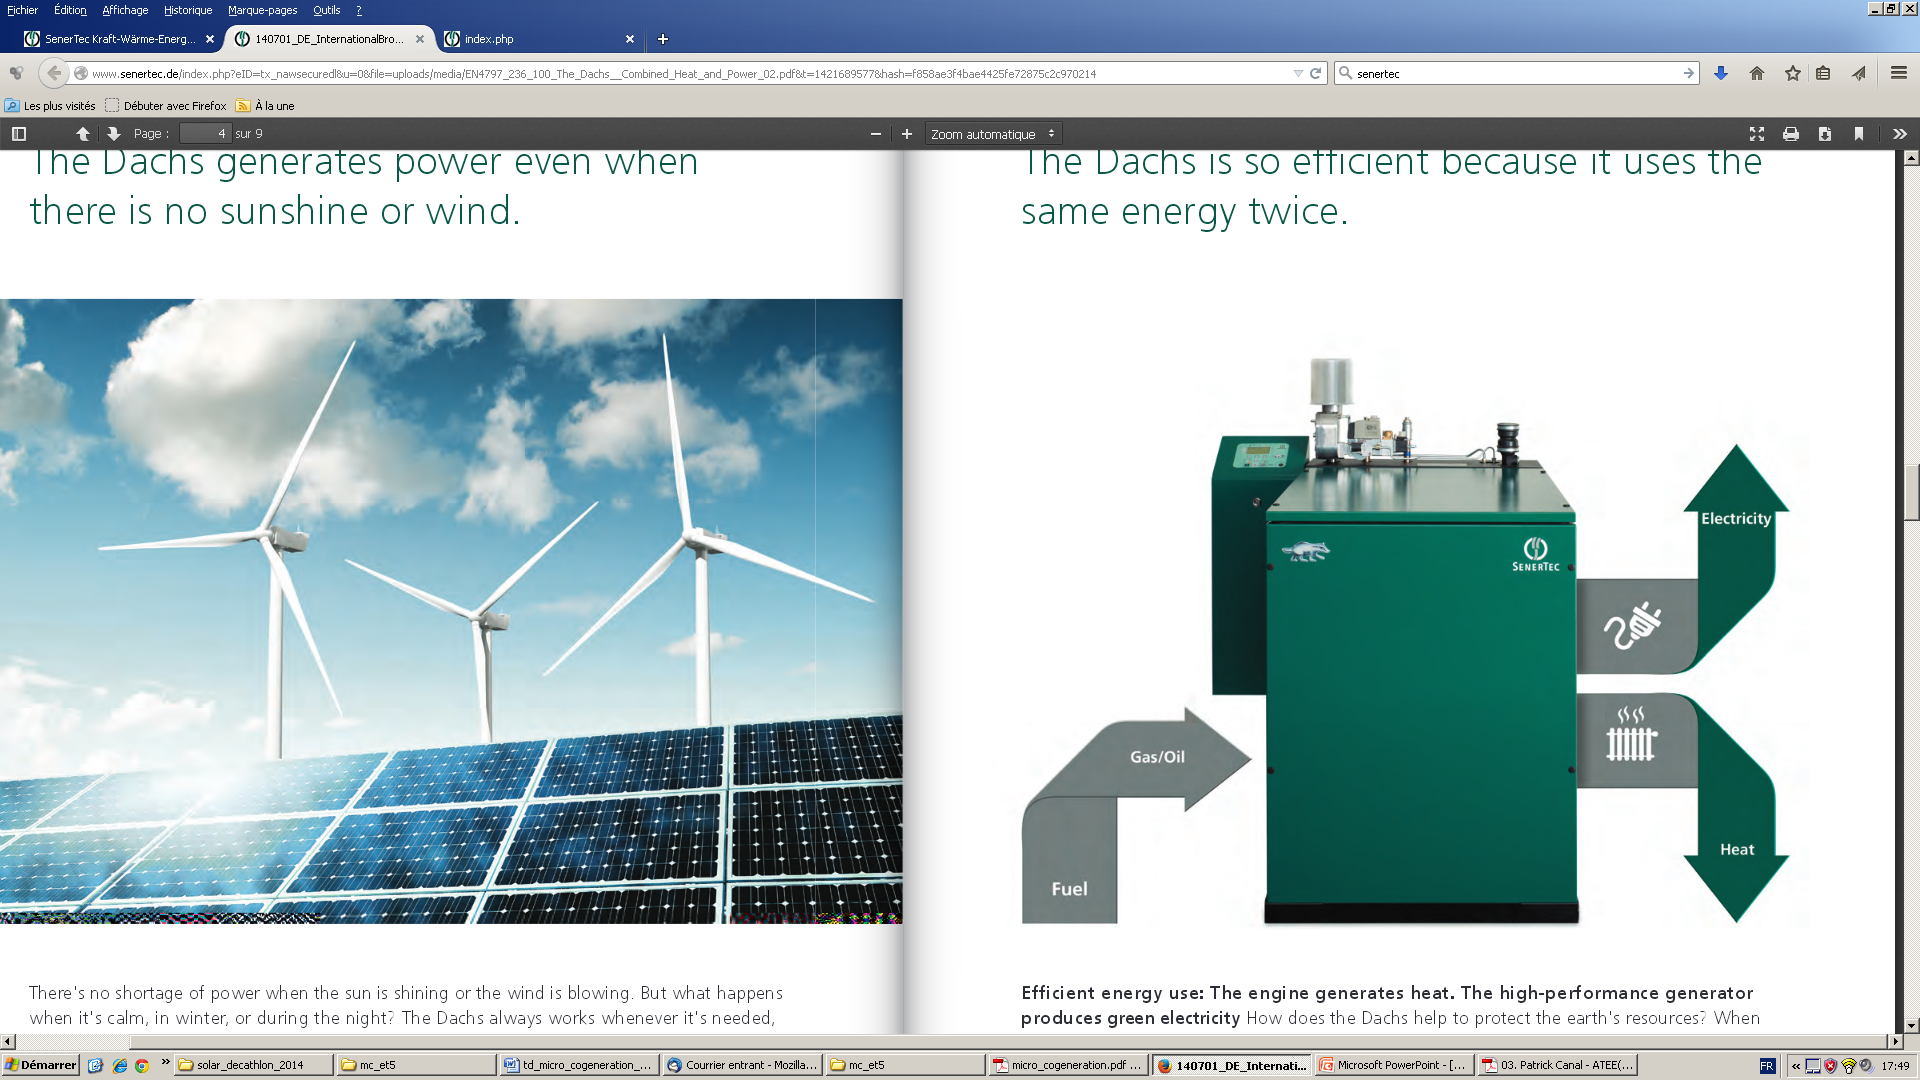 Fichier Édition Affichage Historique Marque-pages Outils ?
SenerTec Kraft-Wärme-Energ... 140701_DE_InternationalBro... index.php
www.senertec.de/index.php?eID=tx_nawsecuredl&u=0&file=uploads/media/EN4797_236_100_The_Dachs__Combined_Heat_and_Power_02.pdf&t=1421689577&hash=f858ae3f4bae4425fe72875c2c970214 senertec
Les plus visités Débuter avec Firefox À la une
Page : 4 sur 9 Zoom automatique
The Dachs generates power even when
there is no sunshine or wind.
The Dachs is so efficient because it uses the
same energy twice.
Electricity
SENERTEC
Gas/Oil
Heat
Fuel
There's no shortage of power when the sun is shining or the wind is blowing. But what happens
when it's calm, in winter, or during the night? The Dachs always works whenever it's needed,
Efficient energy use: The engine generates heat. The high-performance generator
produces green electricity How does the Dachs help to protect the earth's resources? When
Démarrer » solar_decathlon_2014 mc_et5 td_micro_cogeneration_... Courrier entrant - Mozilla... mc_et5 micro_cogeneration.pdf ... 140701_DE_Internati... Microsoft PowerPoint - [... 03. Patrick Canal - ATEE(... FR « 17:49